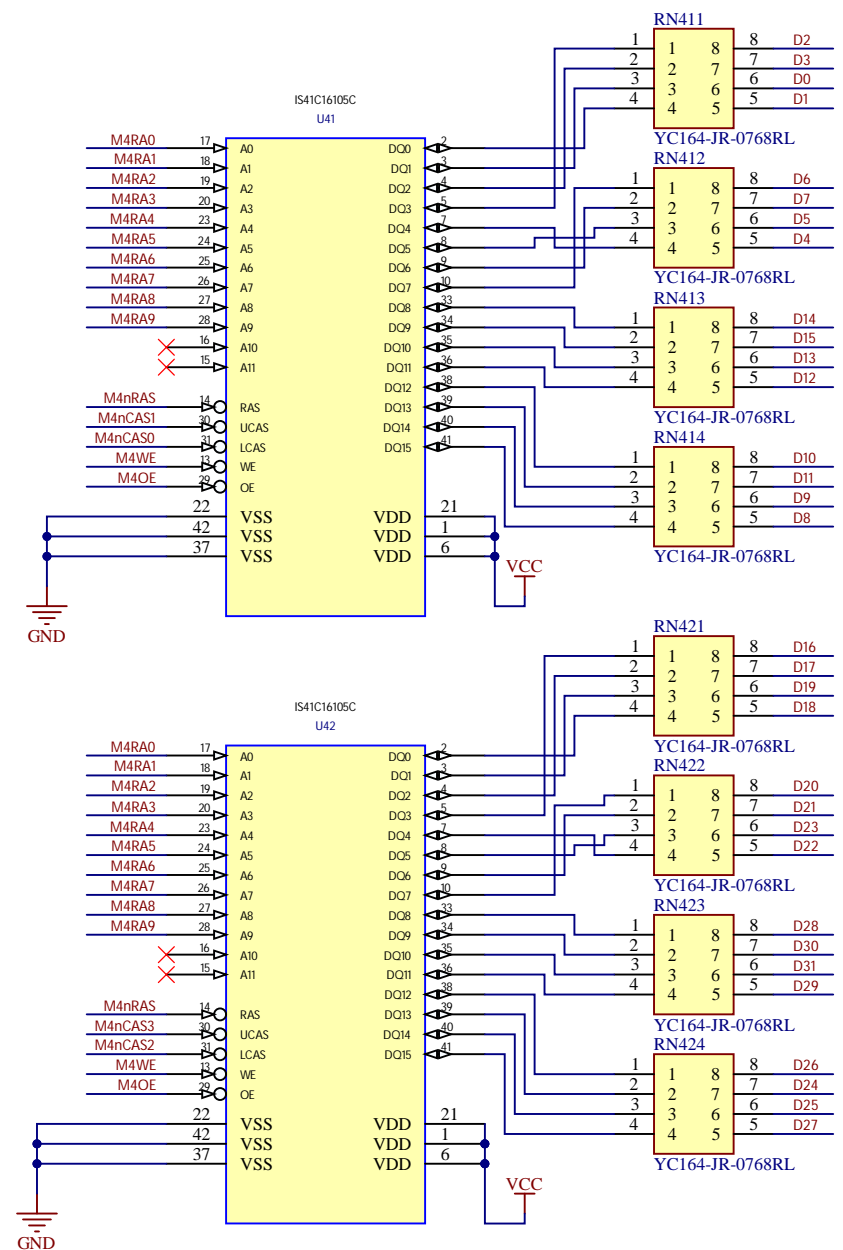 RN411
1 1 8 8 D2
2 2 7 7 D3
3 3 6 6 D0
4 4 5 5 D1
YC164-JR-0768RL
IS41C16105C
U41
M4RA0 17 A0 DQ0 2
M4RA1 18 A1 DQ1 3
M4RA2 19 A2 DQ2 4
M4RA3 20 A3 DQ3 5
M4RA4 23 A4 DQ4 7
M4RA5 24 A5 DQ5 8
M4RA6 25 A6 DQ6 9
M4RA7 26 A7 DQ7 10
M4RA8 27 A8 DQ8 33
M4RA9 28 A9 DQ9 34
16 A10 DQ10 35
15 A11 DQ11 36
DQ12 38
M4nRAS 14 RAS DQ13 39
M4nCAS1 30 UCAS DQ14 40
M4nCAS0 31 LCAS DQ15 41
M4WE 13 WE
M4OE 29 OE
22 VSS VDD 21
42 VSS VDD 1
37 VSS VDD 6
VCC
GND
RN412
1 1 8 8 D6
2 2 7 7 D7
3 3 6 6 D5
4 4 5 5 D4
YC164-JR-0768RL
RN413
1 1 8 8 D14
2 2 7 7 D15
3 3 6 6 D13
4 4 5 5 D12
YC164-JR-0768RL
RN414
1 1 8 8 D10
2 2 7 7 D11
3 3 6 6 D9
4 4 5 5 D8
YC164-JR-0768RL
RN421
1 1 8 8 D16
2 2 7 7 D17
3 3 6 6 D19
4 4 5 5 D18
YC164-JR-0768RL
IS41C16105C
U42
M4RA0 17 A0 DQ0 2
M4RA1 18 A1 DQ1 3
M4RA2 19 A2 DQ2 4
M4RA3 20 A3 DQ3 5
M4RA4 23 A4 DQ4 7
M4RA5 24 A5 DQ5 8
M4RA6 25 A6 DQ6 9
M4RA7 26 A7 DQ7 10
M4RA8 27 A8 DQ8 33
M4RA9 28 A9 DQ9 34
16 A10 DQ10 35
15 A11 DQ11 36
DQ12 38
M4nRAS 14 RAS DQ13 39
M4nCAS3 30 UCAS DQ14 40
M4nCAS2 31 LCAS DQ15 41
M4WE 13 WE
M4OE 29 OE
22 VSS VDD 21
42 VSS VDD 1
37 VSS VDD 6
VCC
GND
RN422
1 1 8 8 D20
2 2 7 7 D21
3 3 6 6 D23
4 4 5 5 D22
YC164-JR-0768RL
RN423
1 1 8 8 D28
2 2 7 7 D30
3 3 6 6 D31
4 4 5 5 D29
YC164-JR-0768RL
RN424
1 1 8 8 D26
2 2 7 7 D24
3 3 6 6 D25
4 4 5 5 D27
YC164-JR-0768RL